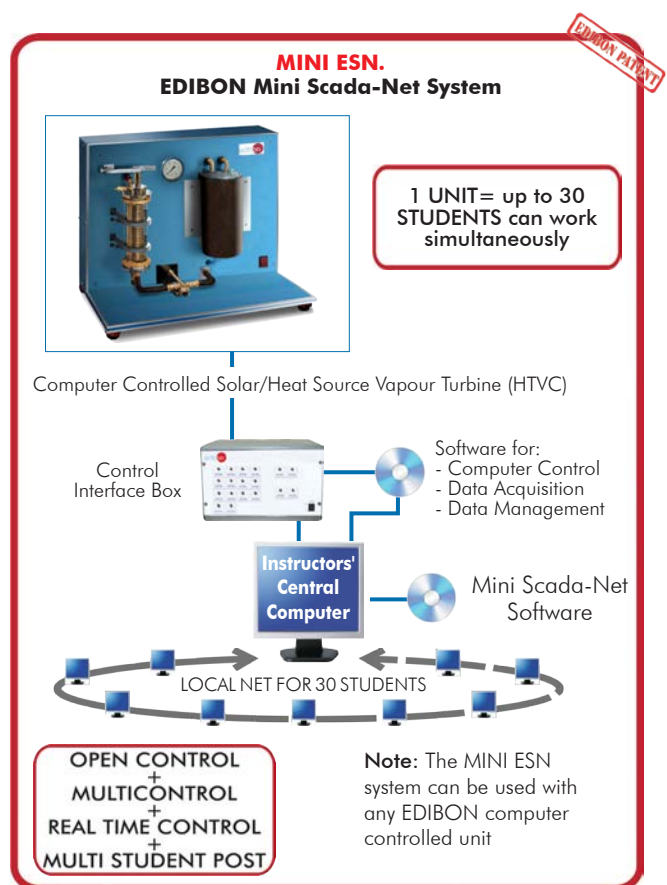 EDIBON PATENT
MINI ESN.
EDIBON Mini Scada-Net System
1 UNIT= up to 30
STUDENTS can work
simultaneously
Computer Controlled Solar/Heat Source Vapour Turbine (HTVC)
Control
Interface Box
Software for:
- Computer Control
- Data Acquisition
- Data Management
Instructors'
Central
Computer
Mini Scada-Net
Software
LOCAL NET FOR 30 STUDENTS
OPEN CONTROL
+
MULTICONTROL
+
REAL TIME CONTROL
+
MULTI STUDENT POST
Note: The MINI ESN
system can be used with
any EDIBON computer
controlled unit